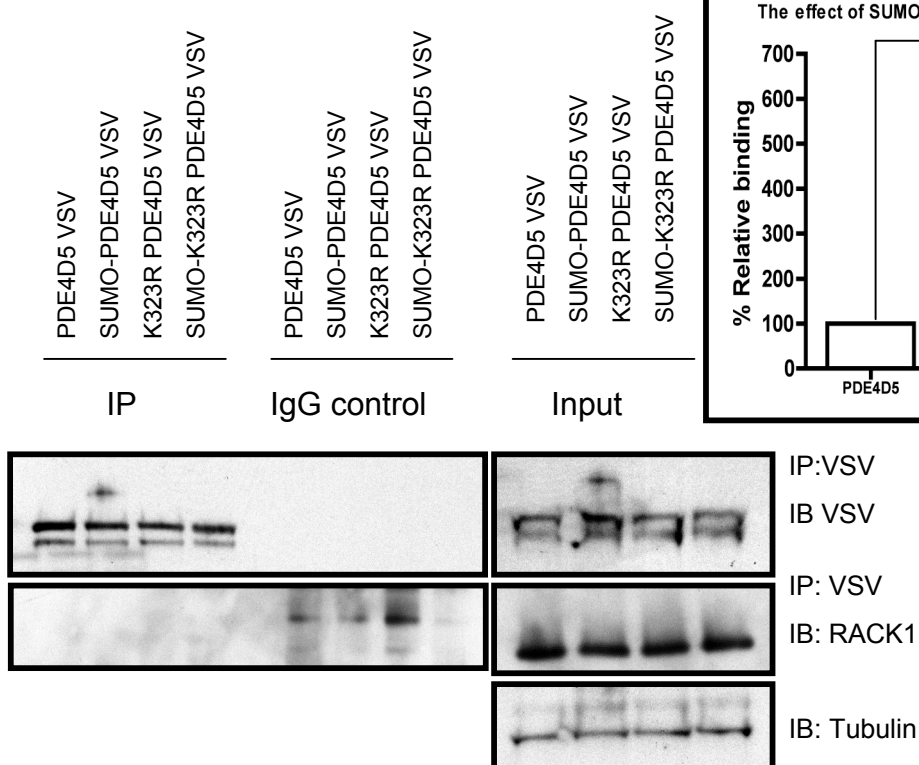 PDE4D5 VSV
SUMO-PDE4D5 VSV
K323R PDE4D5 VSV
SUMO-K323R PDE4D5 VSV
IP
PDE4D5 VSV
SUMO-PDE4D5 VSV
K323R PDE4D5 VSV
SUMO-K323R PDE4D5 VSV
IgG control
PDE4D5 VSV
SUMO-PDE4D5 VSV
K323R PDE4D5 VSV
SUMO-K323R PDE4D5 VSV
Input
The effect of SUMO
% Relative binding
700
600
500
400
300
200
100
0
PDE4D5
IP:VSV
IB VSV
IP: VSV
IB: RACK1
IB: Tubulin